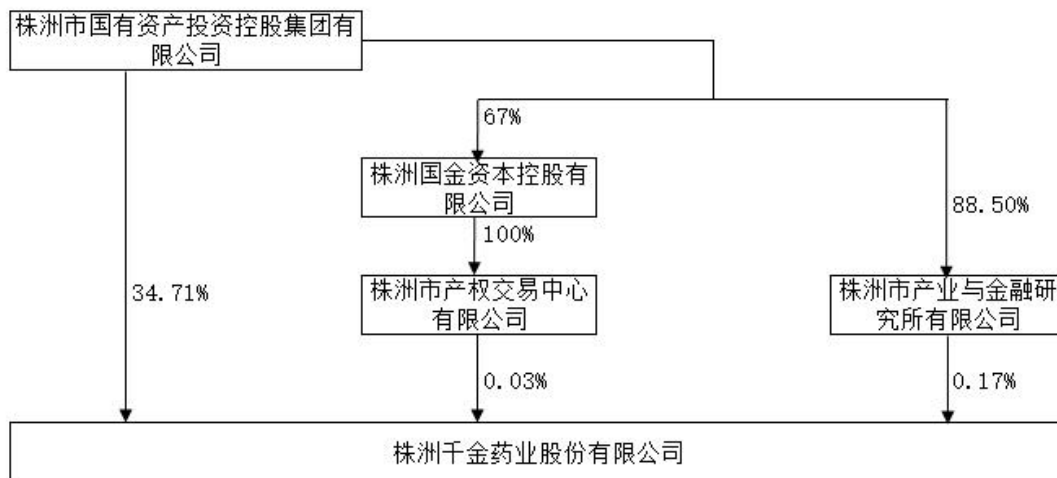 株洲市国有资产投资控股集团有
限公司
67%
株洲国金资本控股有
限公司
88.50%
100%
34.71%
株洲市产权交易中心
有限公司
株洲市产业与金融研
究所有限公司
0.03%
0.17%
株洲千金药业股份有限公司